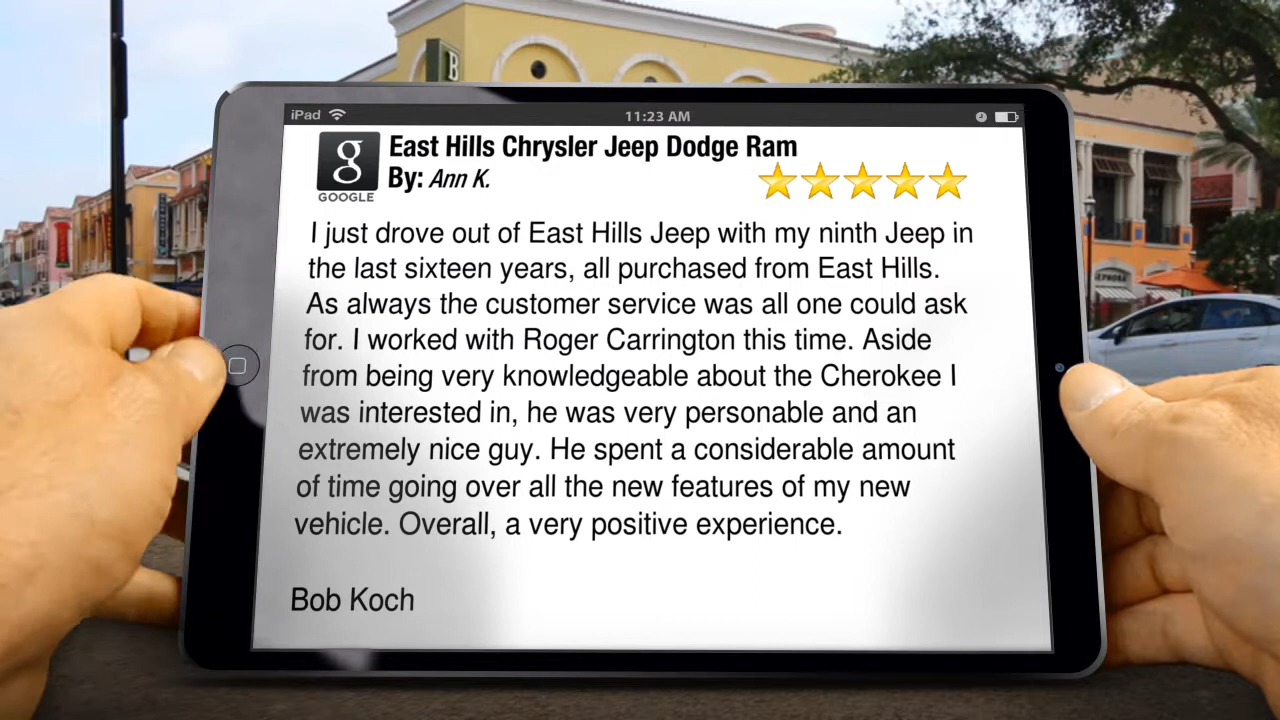 B
iPad
11:23 AM
g
GOOGLE
East Hills Chrysler Jeep Dodge Ram
By: Ann K.
I just drove out of East Hills Jeep with my ninth Jeep in
the last sixteen years, all purchased from East Hills.
As always the customer service was all one could ask
for. I worked with Roger Carrington this time. Aside
from being very knowledgeable about the Cherokee I
was interested in, he was very personable and an
extremely nice guy. He spent a considerable amount
of time going over all the new features of my new
vehicle. Overall, a very positive experience.
Bob Koch
SEPHORA